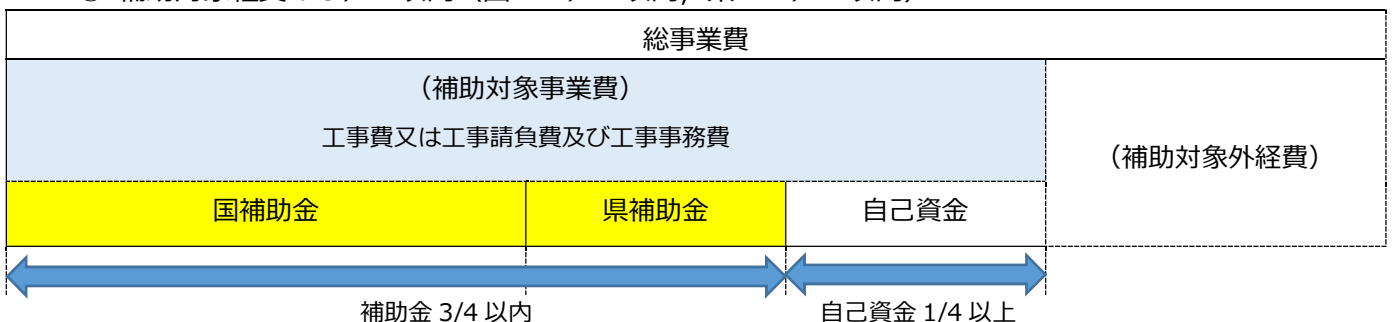 総事業費
（補助対象事業費）
工事費又は工事請負費及び工事事務費
（補助対象外経費）
国補助金
県補助金
自己資金
補助金 3/4 以内
自己資金 1/4 以上